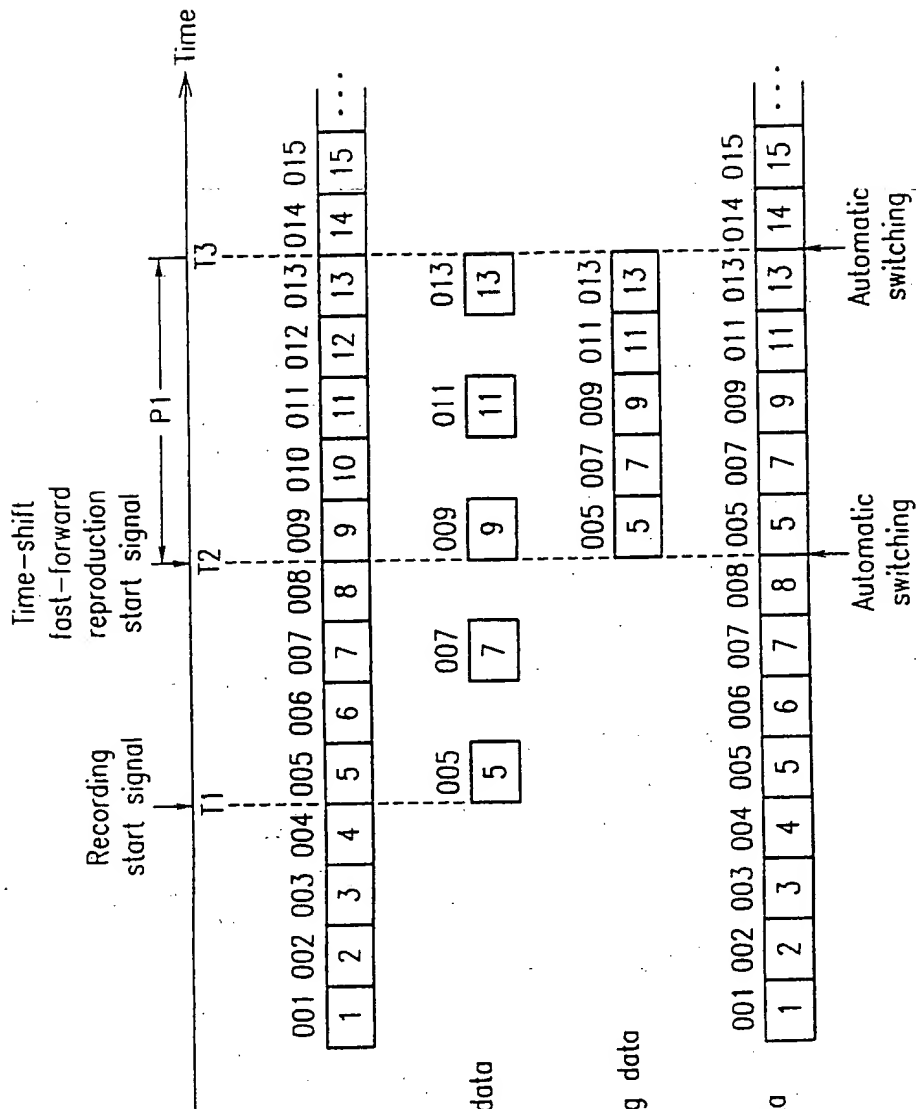 Time
Time-shift
fast-forward
reproduction
start signal
Recording
start signal
T1
T2
P1
T3
001 002 003 004 005 006 007 008 009 010 011 012 013 014 015
1 2 3 4 5 6 7 8 9 10 11 12 13 14 15 ...
data
005 007 009 011 013
5 7 9 11 13
g data
005 007 009 011 013
5 7 9 11 13
a
001 002 003 004 005 006 007 008 005 007 009 011 013 014 015
1 2 3 4 5 6 7 8 5 7 9 11 13 14 15 ...
Automatic
switching
Automatic
switching